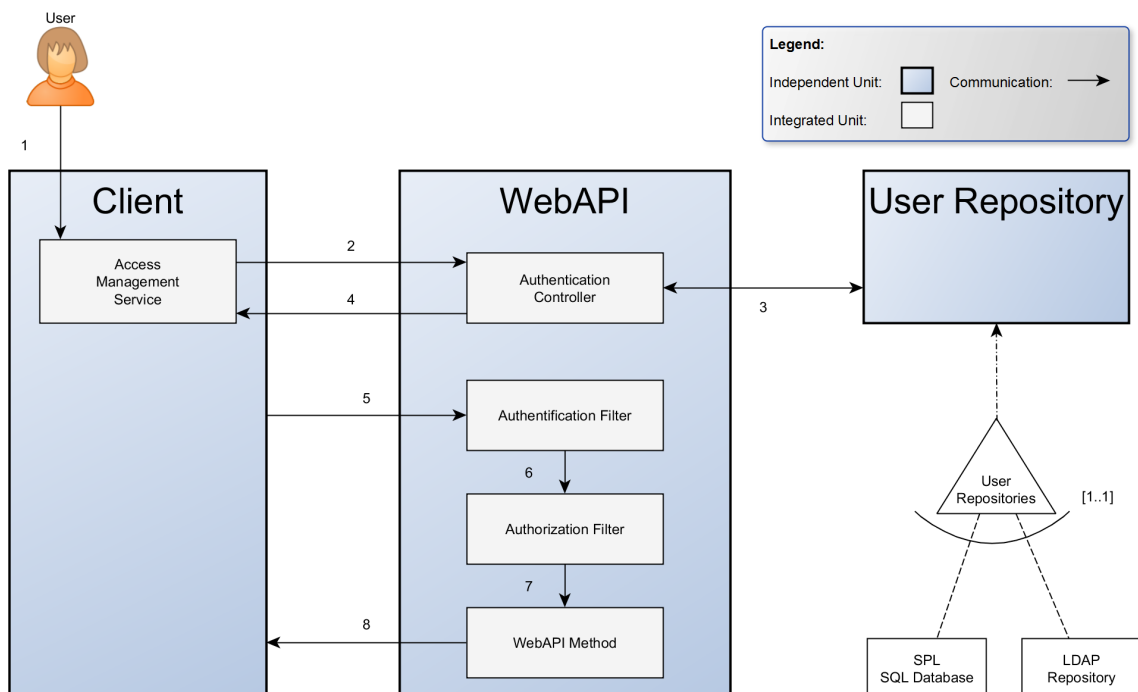 User
Legend:
Independent Unit:
Communication:
Integrated Unit:
1
Client
WebAPI
User Repository
Access
Management
Service
2
Authentication
Controller
4
3
5
Authentification Filter
6
User
Repositories
[1..1]
Authorization Filter
7
8
WebAPI Method
SPL
SQL Database
LDAP
Repository